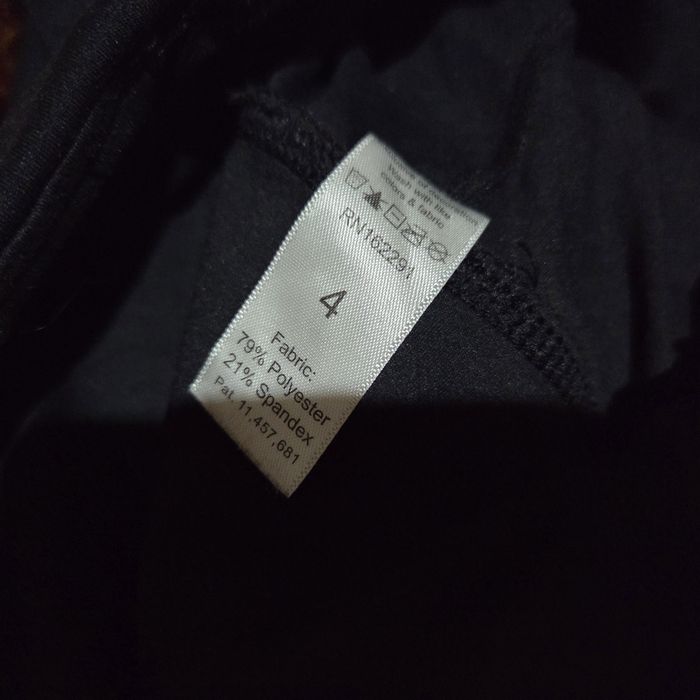 Wash with like
colors & fabric
RN162291
4
Fabric:
79% Polyester
21% Spandex
Pat. 11,457,681